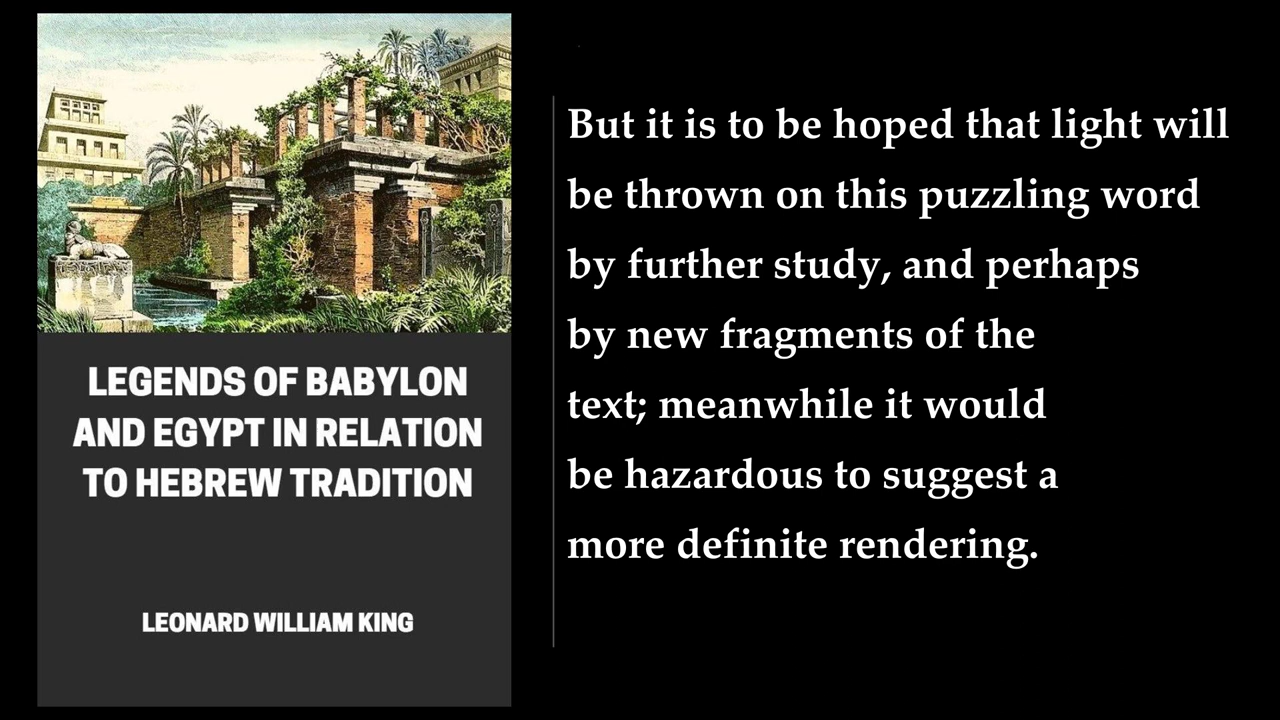 LEGENDS OF BABYLON
AND EGYPT IN RELATION
TO HEBREW TRADITION
LEONARD WILLIAM KING
But it is to be hoped that light will
be thrown on this puzzling word
by further study, and perhaps
by new fragments of the
text; meanwhile it would
be hazardous to suggest a
more definite rendering.